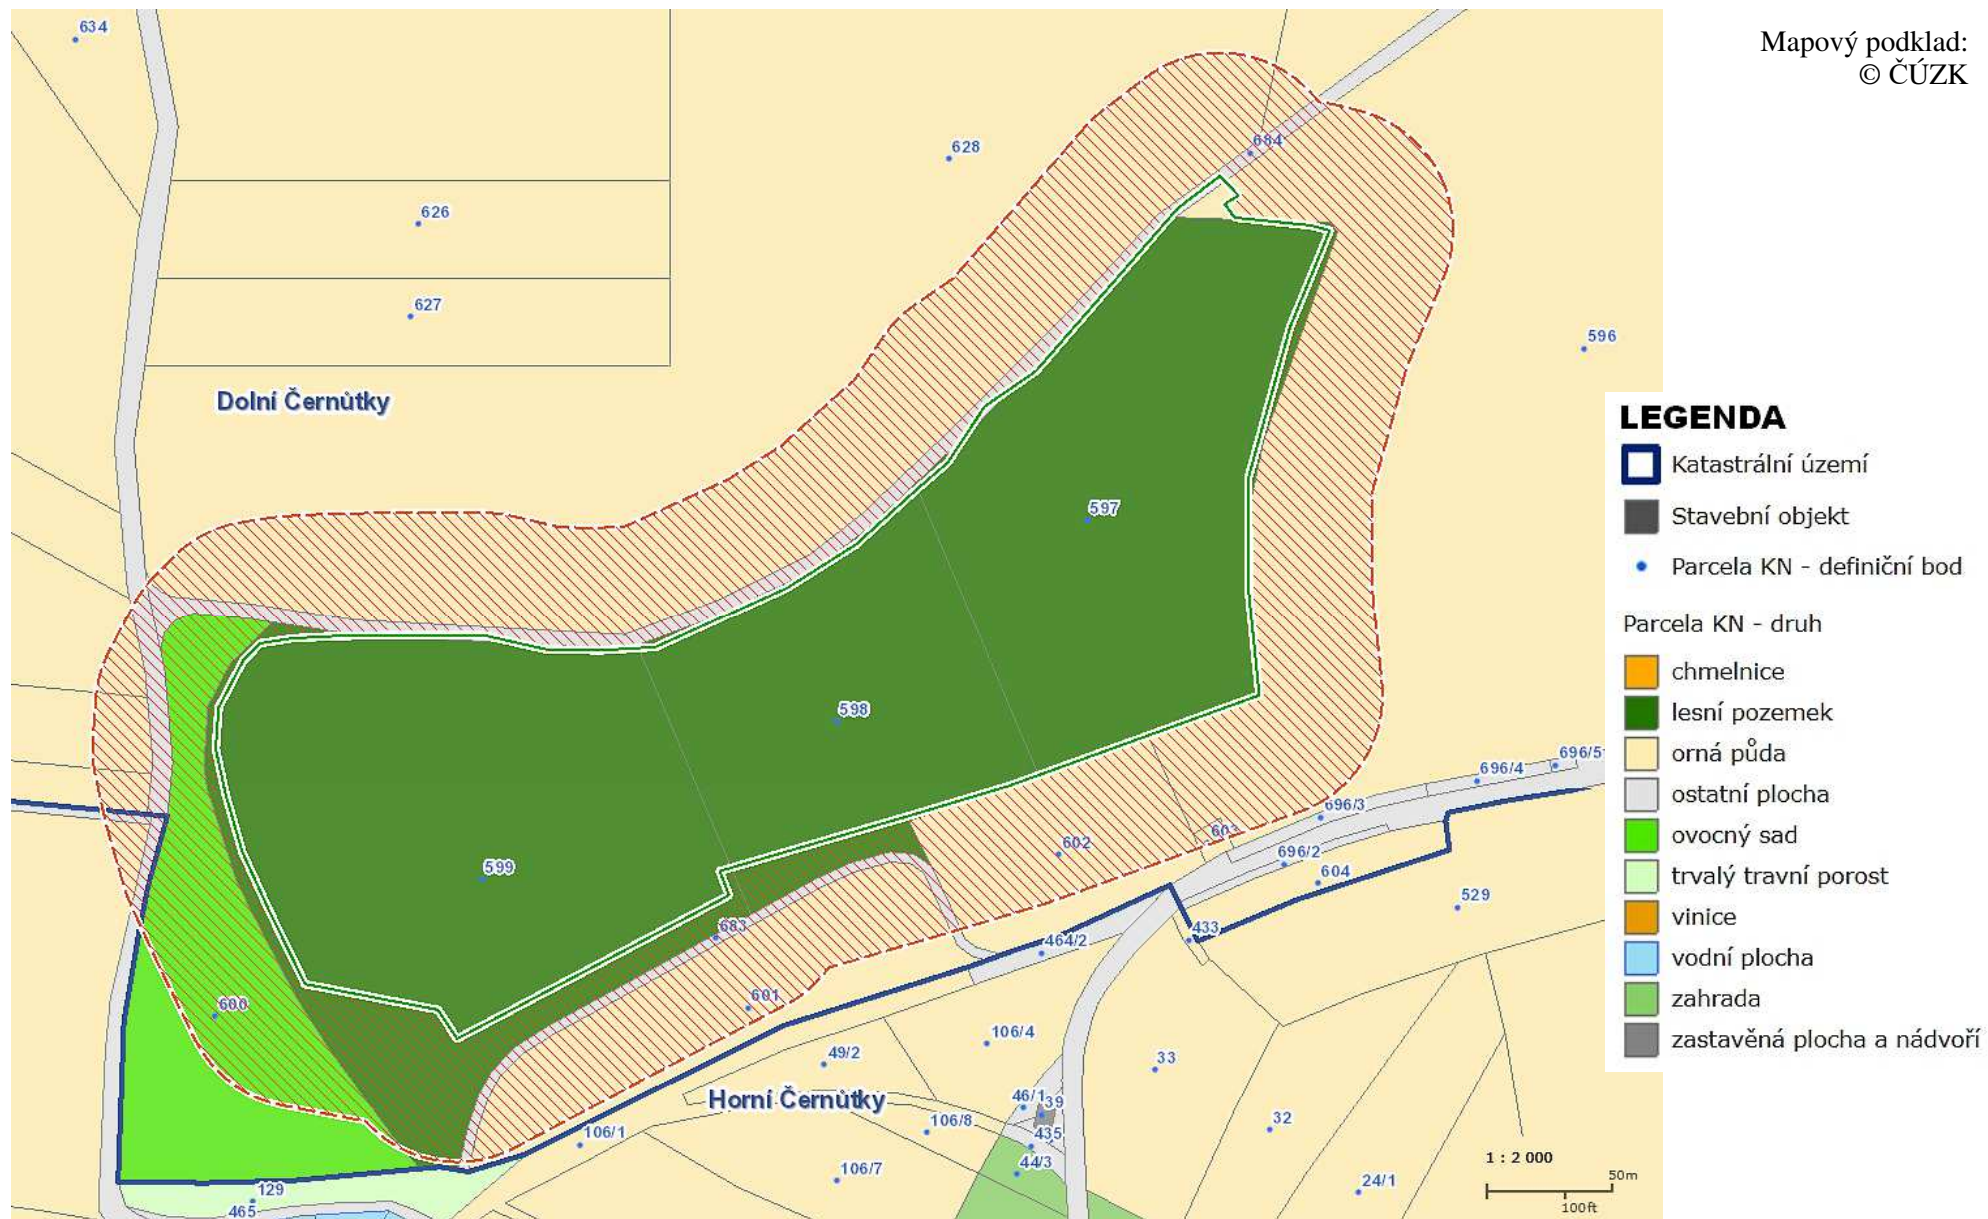 634
Mapový podklad:
© ČÚZK
684
628
626
627
596
Dolní Černůtky
LEGENDA
Katastrální území
Stavební objekt
Parcela KN - definiční bod
Parcela KN - druh
chmelnice
lesní pozemek
orná půda
ostatní plocha
ovocný sad
trvalý travní porost
vinice
vodní plocha
zahrada
zastavěná plocha a nádvoří
597
598
599
696/4
696/3
602
696/2
604
529
683
433
464/2
600
601
106/4
49/2
33
Horní Černůtky
46/1
39
106/8
435
32
106/1
44/3
106/7
24/1
129
465
1 : 2 000
50m
100ft